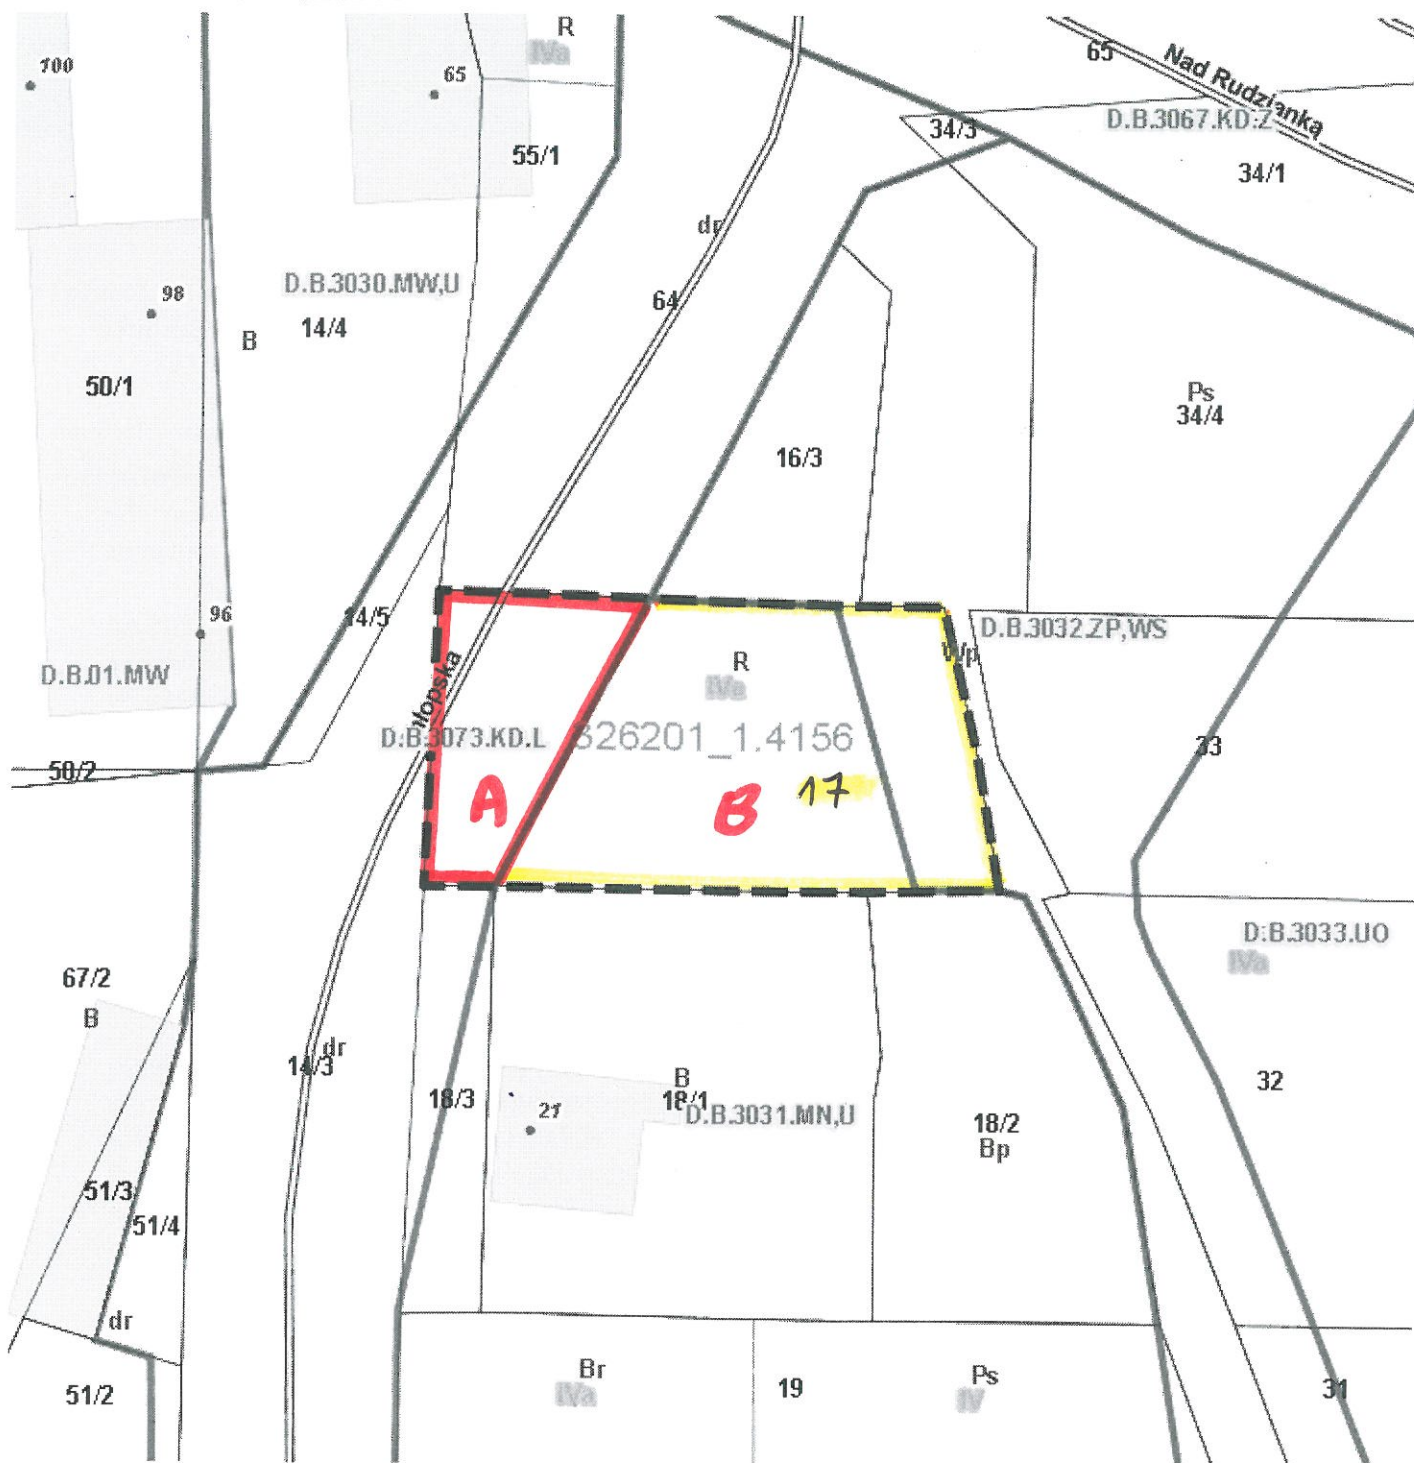 R
IVa
100
65
65
Nad Rudzianką
D.B.3067.KD:Z
34/3
55/1
34/1
dr
D.B.3030.MW,U
98
64
14/4
B
50/1
Ps
34/4
16/3
96
14/5
D.B.3032.ZP,WS
Wp
R
IVa
D.B.01.MW
D:B.3073.KD.L
326201_1.4156
33
50/2
A
B
17
D:B.3033.UO
IVa
67/2
B
dr
14/3
B
18/1
32
18/3
21
D.B.3031.MN,U
18/2
Bp
51/3
51/4
dr
Br
IVa
19
Ps
IV
31
51/2